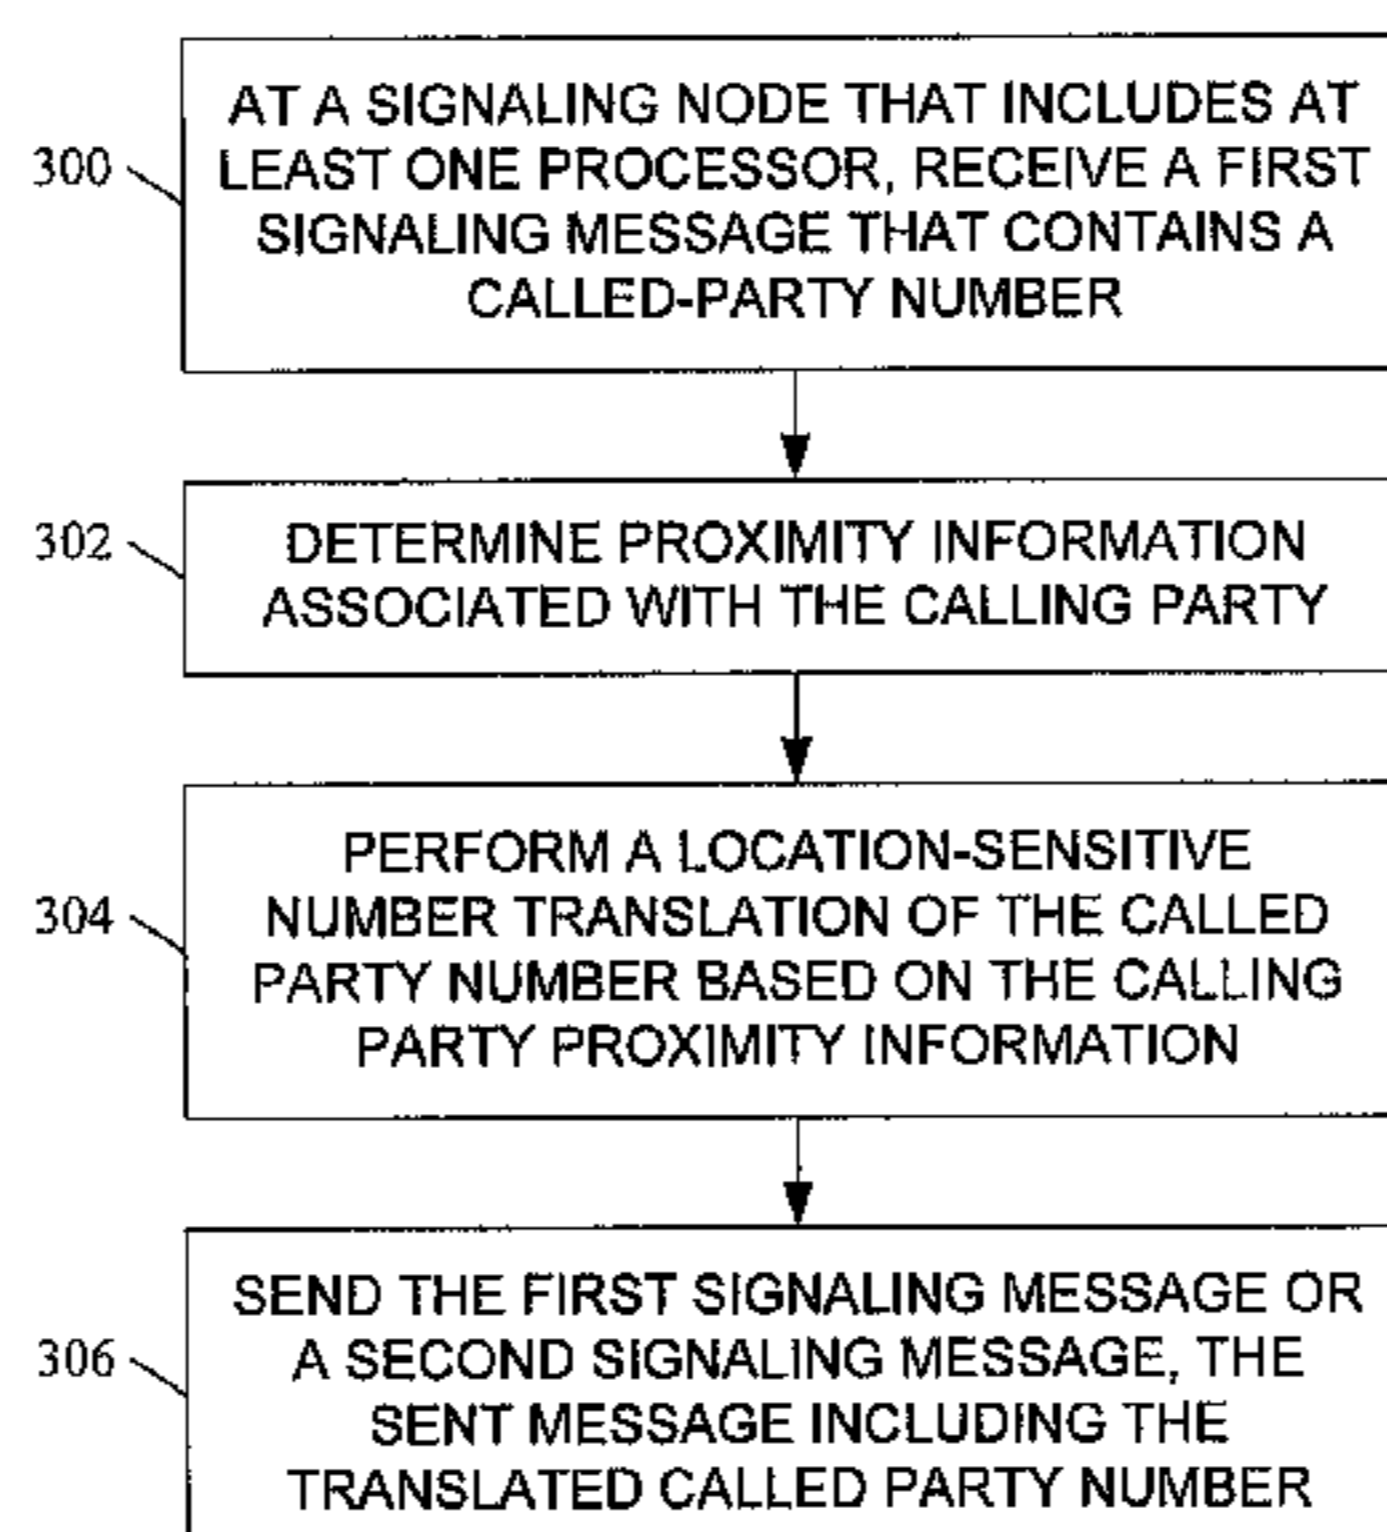 AT A SIGNALING NODE THAT INCLUDES AT
300
LEAST ONE PROCESSOR, RECEIVE A FIRST
SIGNALING MESSAGE THAT CONTAINS A
CALLED-PARTY NUMBER
302
DETERMINE PROXIMITY INFORMATION
ASSOCIATED WITH THE CALLING PARTY
PERFORM A LOCATION-SENSITIVE
304
NUMBER TRANSLATION OF THE CALLED
PARTY NUMBER BASED ON THE CALLING
PARTY PROXIMITY INFORMATION
SEND THE FIRST SIGNALING MESSAGE OR
306
A SECOND SIGNALING MESSAGE, THE
SENT MESSAGE INCLUDING THE
TRANSLATED CALLED PARTY NUMBER